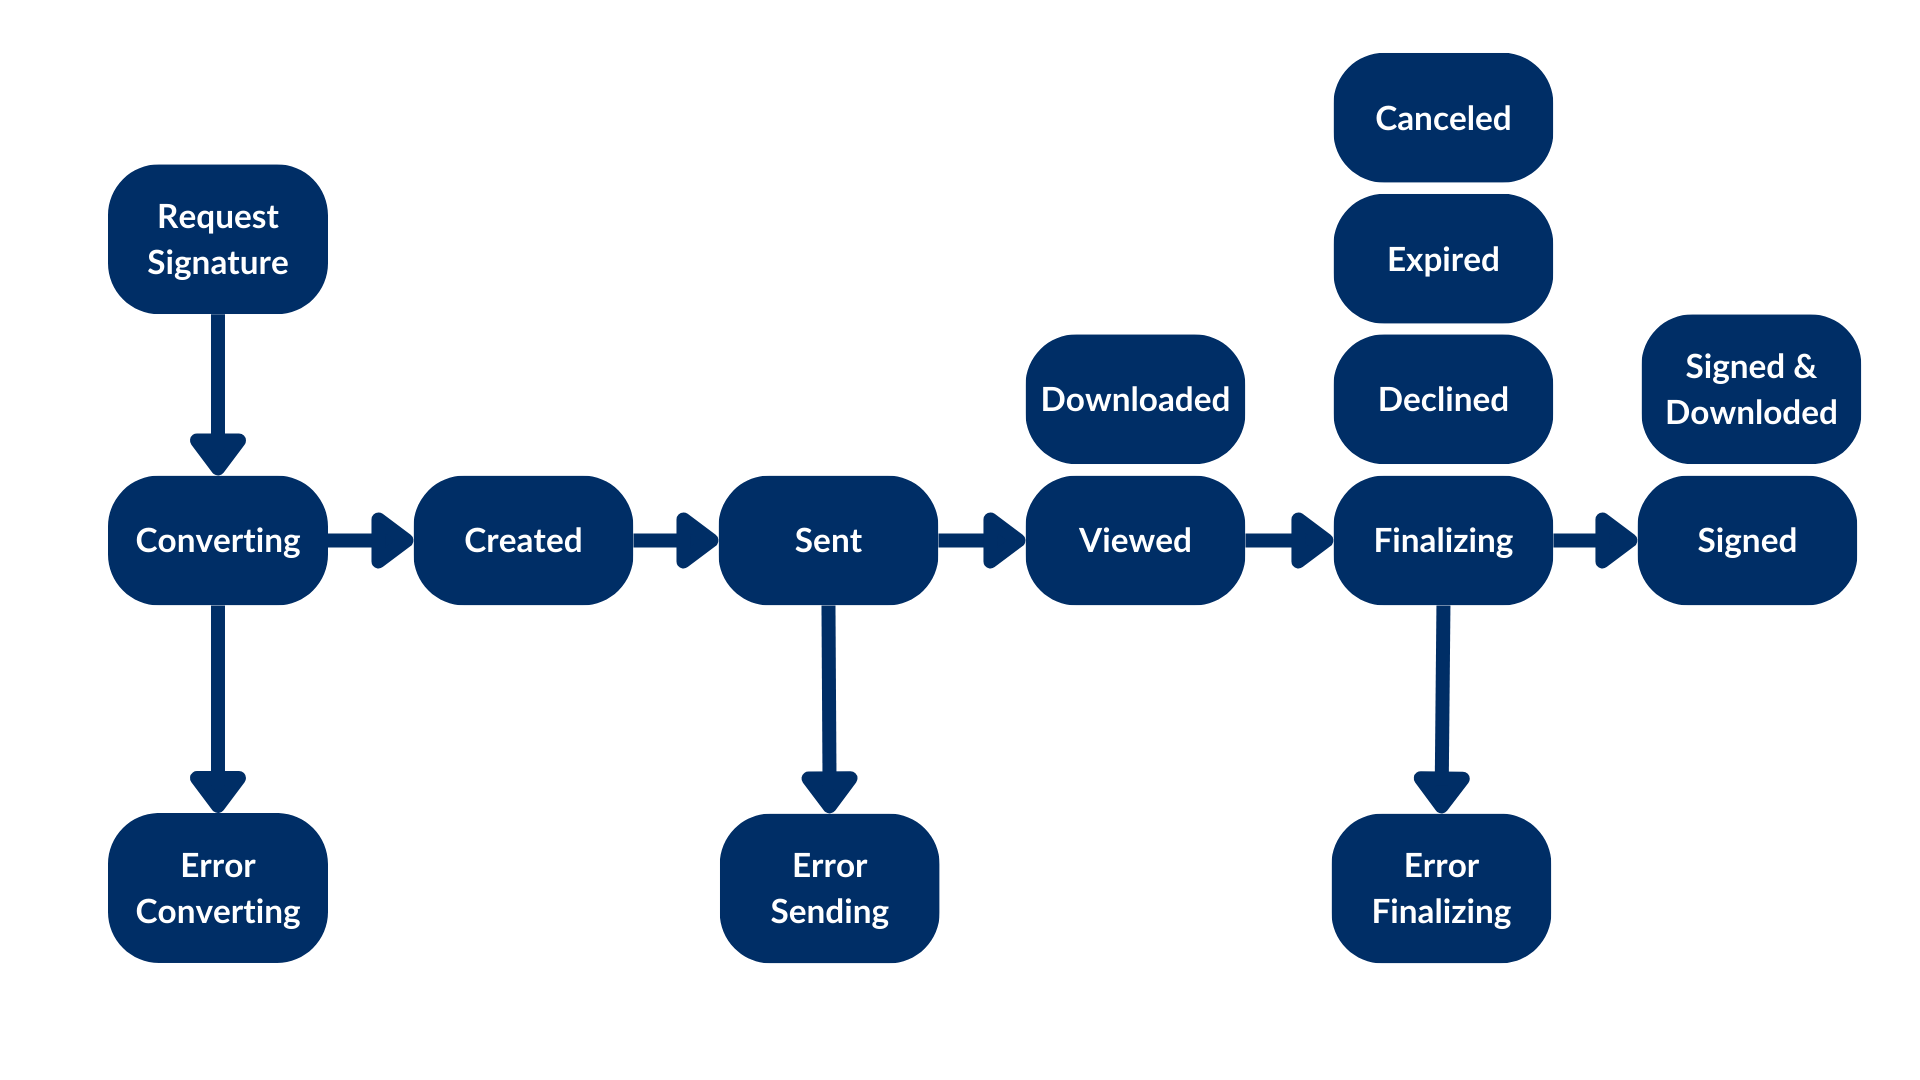 Canceled
Request
Signature
Expired
Downloaded
Declined
Signed &
Downloded
Converting
Created
Sent
Viewed
Finalizing
Signed
Error
Converting
Error
Sending
Error
Finalizing